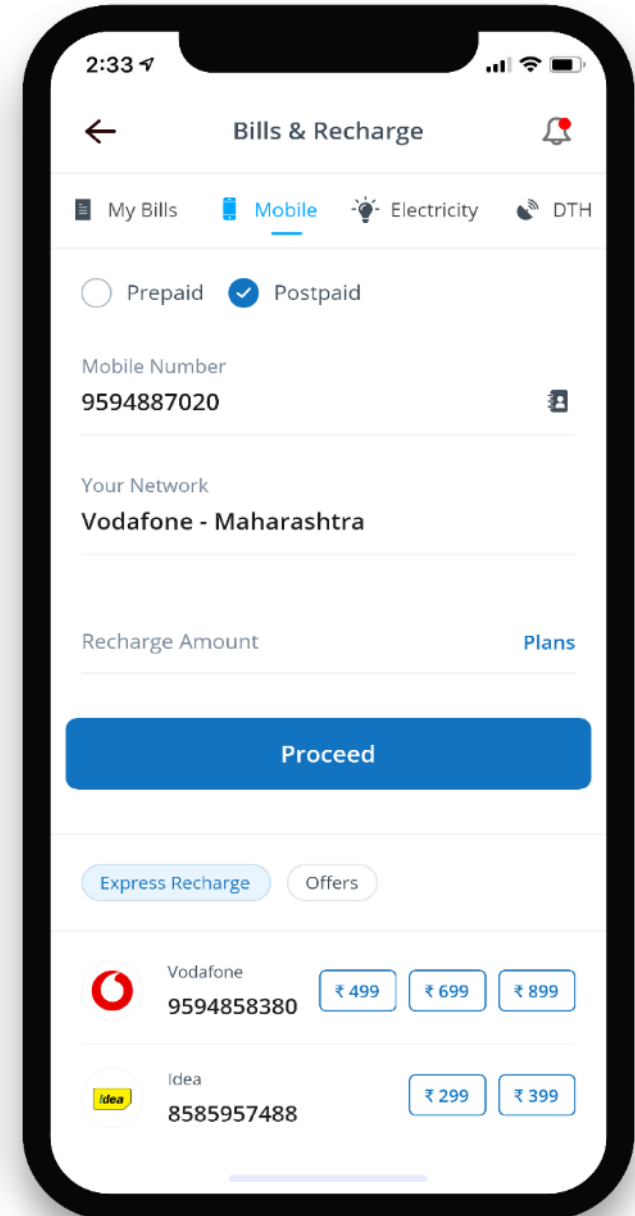 2:33
Bills & Recharge
My Bills Mobile Electricity DTH
Prepaid Postpaid
Mobile Number
9594887020
Your Network
Vodafone - Maharashtra
Recharge Amount Plans
Proceed
Express Recharge Offers
Vodafone
9594858380 ₹ 499 ₹ 699 ₹ 899
Idea
!dea 8585957488 ₹ 299 ₹ 399